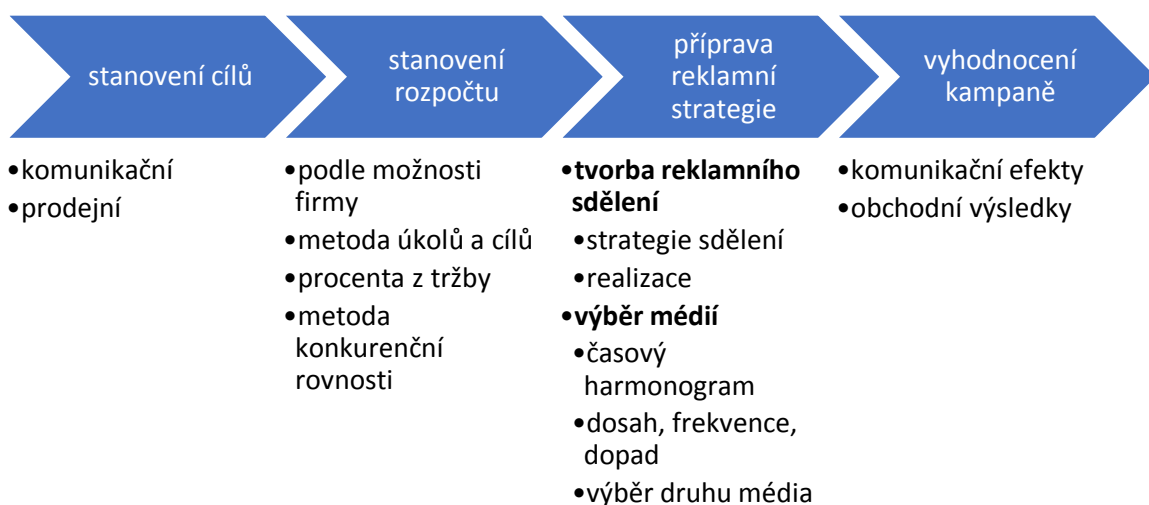 stanovení cílů
•komunikační
•prodejní
stanovení
rozpočtu
•podle možnosti
firmy
•metoda úkolů a cílů
•procenta z tržby
•metoda
konkurenční
rovnosti
příprava
reklamní
strategie
•tvorba reklamního
sdělení
•strategie sdělení
•realizace
•výběr médií
•časový
harmonogram
•dosah, frekvence,
dopad
•výběr druhu média
vyhodnocení
kampaně
•komunikační efekty
•obchodní výsledky